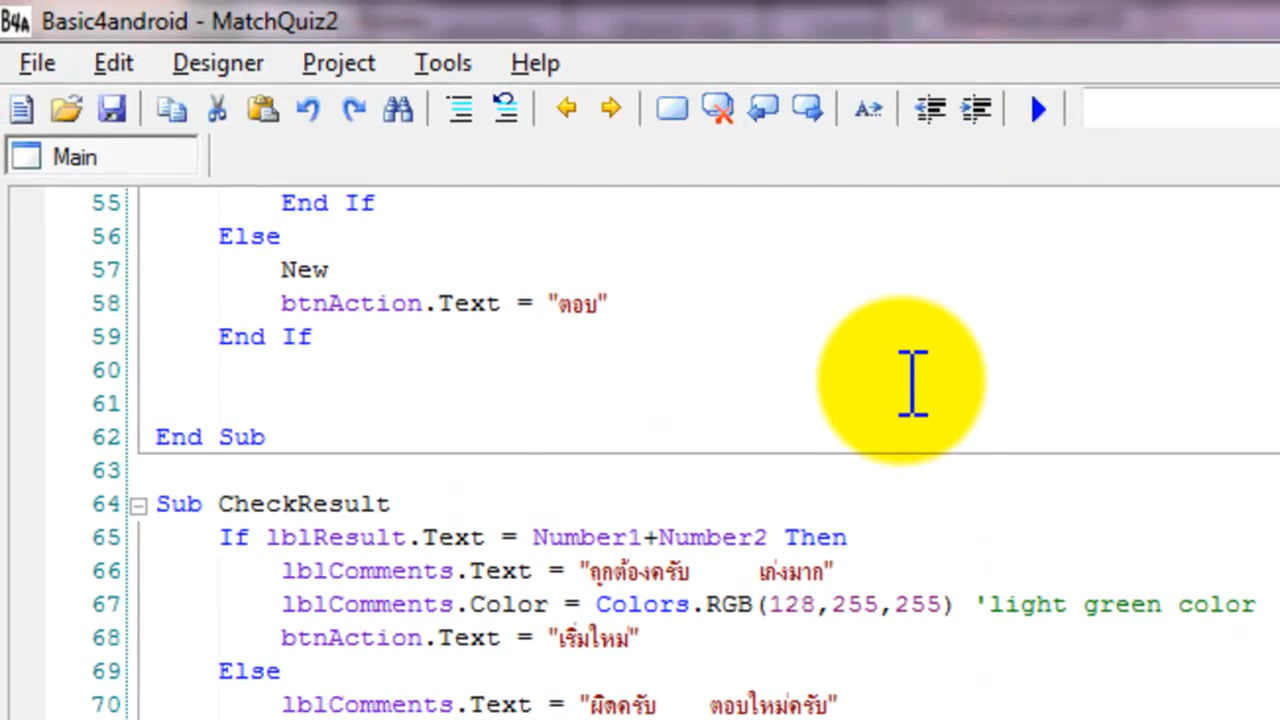 B4A Basic4android - MatchQuiz2
File Edit Designer Project Tools Help
Main
55 End If
56 Else
57 New
58 btnAction.Text = "ตอบ"
59 End If
60
61
62 End Sub
63
64 Sub CheckResult
65 If lblResult.Text = Number1+Number2 Then
66 lblComments.Text = "ถูกต้องครับ เก่งมาก"
67 lblComments.Color = Colors.RGB(128,255,255) 'light green color
68 btnAction.Text = "เริ่มใหม่"
69 Else
70 lblComments.Text = "ผิดครับ ตอบใหม่ครับ"